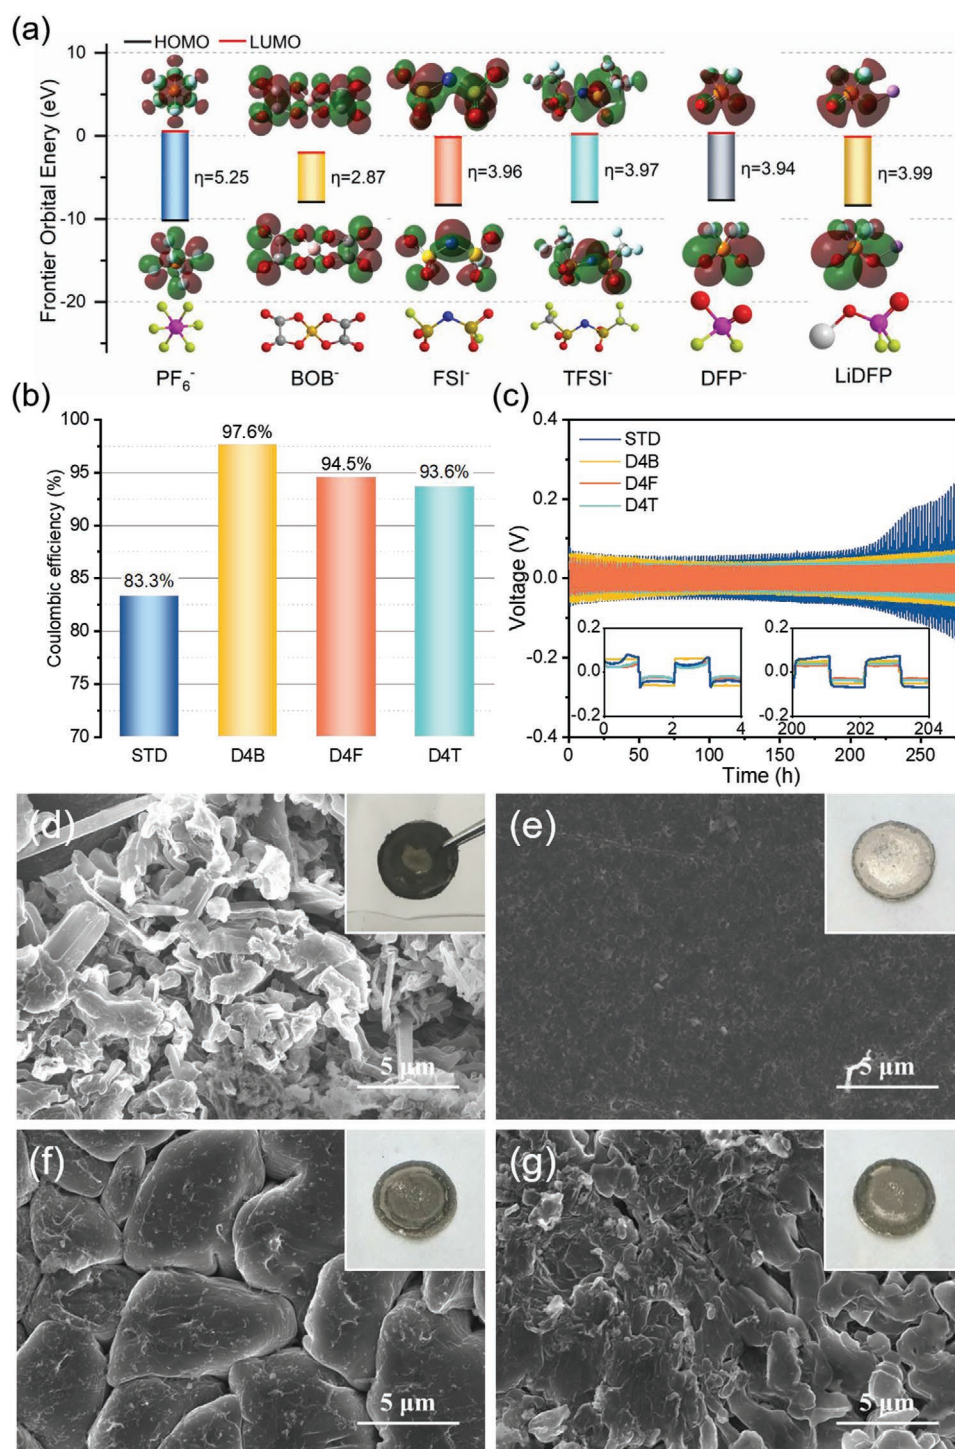 (a)
HOMO LUMO
Frontier Orbital Enery (eV)
10
0
-10
-20
η=5.25
η=2.87
η=3.96
η=3.97
η=3.94
η=3.99
PF₆⁻
BOB⁻
FSI⁻
TFSI⁻
DFP⁻
LiDFP
(b)
Coulombic efficiency (%)
100
95
90
85
80
75
70
83.3%
97.6%
94.5%
93.6%
STD
D4B
D4F
D4T
(c)
Voltage (V)
0.4
0.2
0.0
-0.2
-0.4
STD
D4B
D4F
D4T
0.2
0.0
-0.2
0 2 4
0.2
0.0
-0.2
200 202 204
0 50 100 150 200 250
Time (h)
(d)
5 μm
(e)
5 μm
(f)
5 μm
(g)
5 μm